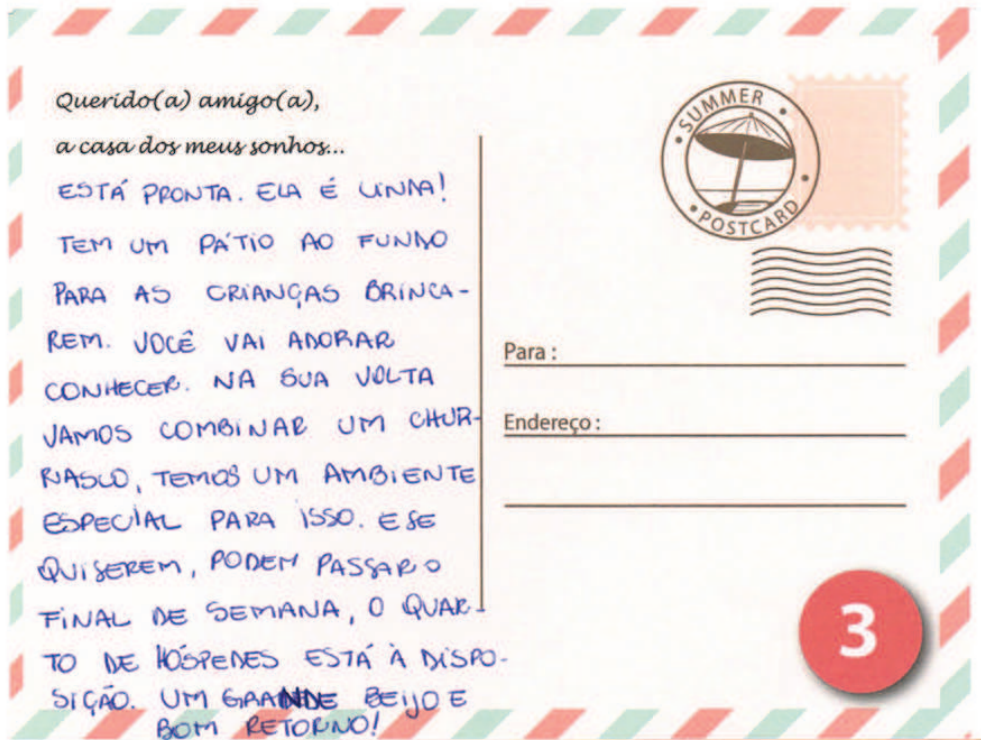 Querido(a) amigo(a),
a casa dos meus sonhos...
ESTÁ PRONTA. ELA É LINDA!
TEM UM PÁTIO AO FUNDO
PARA AS CRIANÇAS BRINCA-
REM. VOCÊ VAI ADORAR
CONHECER. NA SUA VOLTA
VAMOS COMBINAR UM CHUR-
RASCO, TEMOS UM AMBIENTE
ESPECIAL PARA ISSO. E SE
QUISEREM, PODEM PASSAR O
FINAL DE SEMANA, O QUAR-
TO DE HÓSPEDES ESTÁ À DISPO-
SIÇÃO. UM GRANDE BEIJO E
BOM RETORNO!
SUMMER
POSTCARD
Para :
Endereço :
3